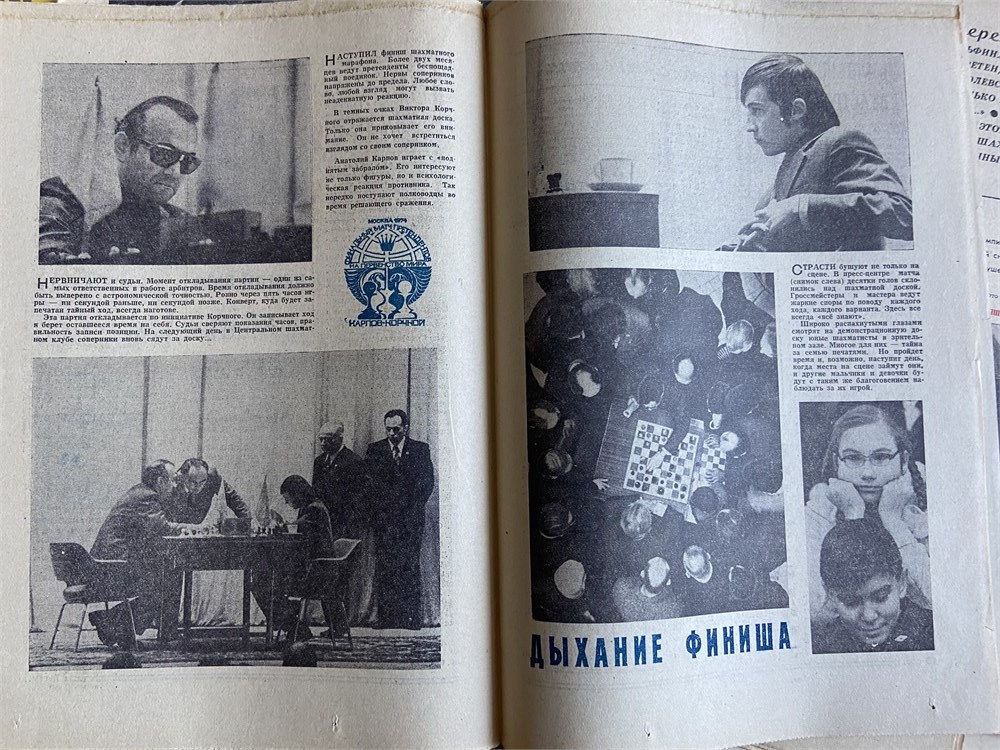 НАСТУПИЛ финиш шахматного
марафона. Более двух меся-
цев ведут претенденты беспощад-
ный поединок. Нервы соперников
напряжены до предела. Любое сло-
во, любой взгляд могут вызвать
неадекватную реакцию.
В темных очках Виктора Корч-
ного отражается шахматная доска.
Только она приковывает его вни-
мание. Он не хочет встретиться
взглядом со своим соперником.
Анатолий Карпов играет с «под-
нятым забралом». Его интересуют
не только фигуры, но и психологи-
ческая реакция противника. Так
нередко поступают полководцы во
время решающего сражения.
МОСКВА 1974
ФИНАЛЬНЫЙ МАТЧ ПРЕТЕНДЕНТОВ
НА ПЕРВЕНСТВО МИРА
КАРПОВ-КОРЧНОЙ
НЕРВНИЧАЮТ и судьи. Момент откладывания партии — один из са-
мых ответственных в работе арбитров. Время откладывания должно
быть выверено с астрономической точностью. Ровно через пять часов иг-
ры — ни секундой раньше, ни секундой позже. Конверт, куда будет за-
печатан тайный ход, всегда наготове.
Эта партия откладывается по инициативе Корчного. Он записывает ход
и берет оставшееся время на себя. Судьи сверяют показания часов, пра-
вильность записи позиции. На следующий день в Центральном шахмат-
ном клубе соперники вновь сядут за доску...
СТРАСТИ бушуют не только на
сцене. В пресс-центре матча
(снимок слева) десятки голов скло-
нились над шахматной доской.
Гроссмейстеры и мастера ведут
жаркие споры по поводу каждого
хода, каждого варианта. Здесь все
всегда «всё знают».
Широко распахнутыми глазами
смотрят на демонстрационную до-
ску юные шахматисты в зритель-
ном зале. Многое для них — тайна
за семью печатями. Но пройдет
время и, возможно, наступит день,
когда места на сцене займут они,
и другие мальчики и девочки бу-
дут с таким же благоговением на-
блюдать за их игрой.
ДЫХАНИЕ ФИНИША